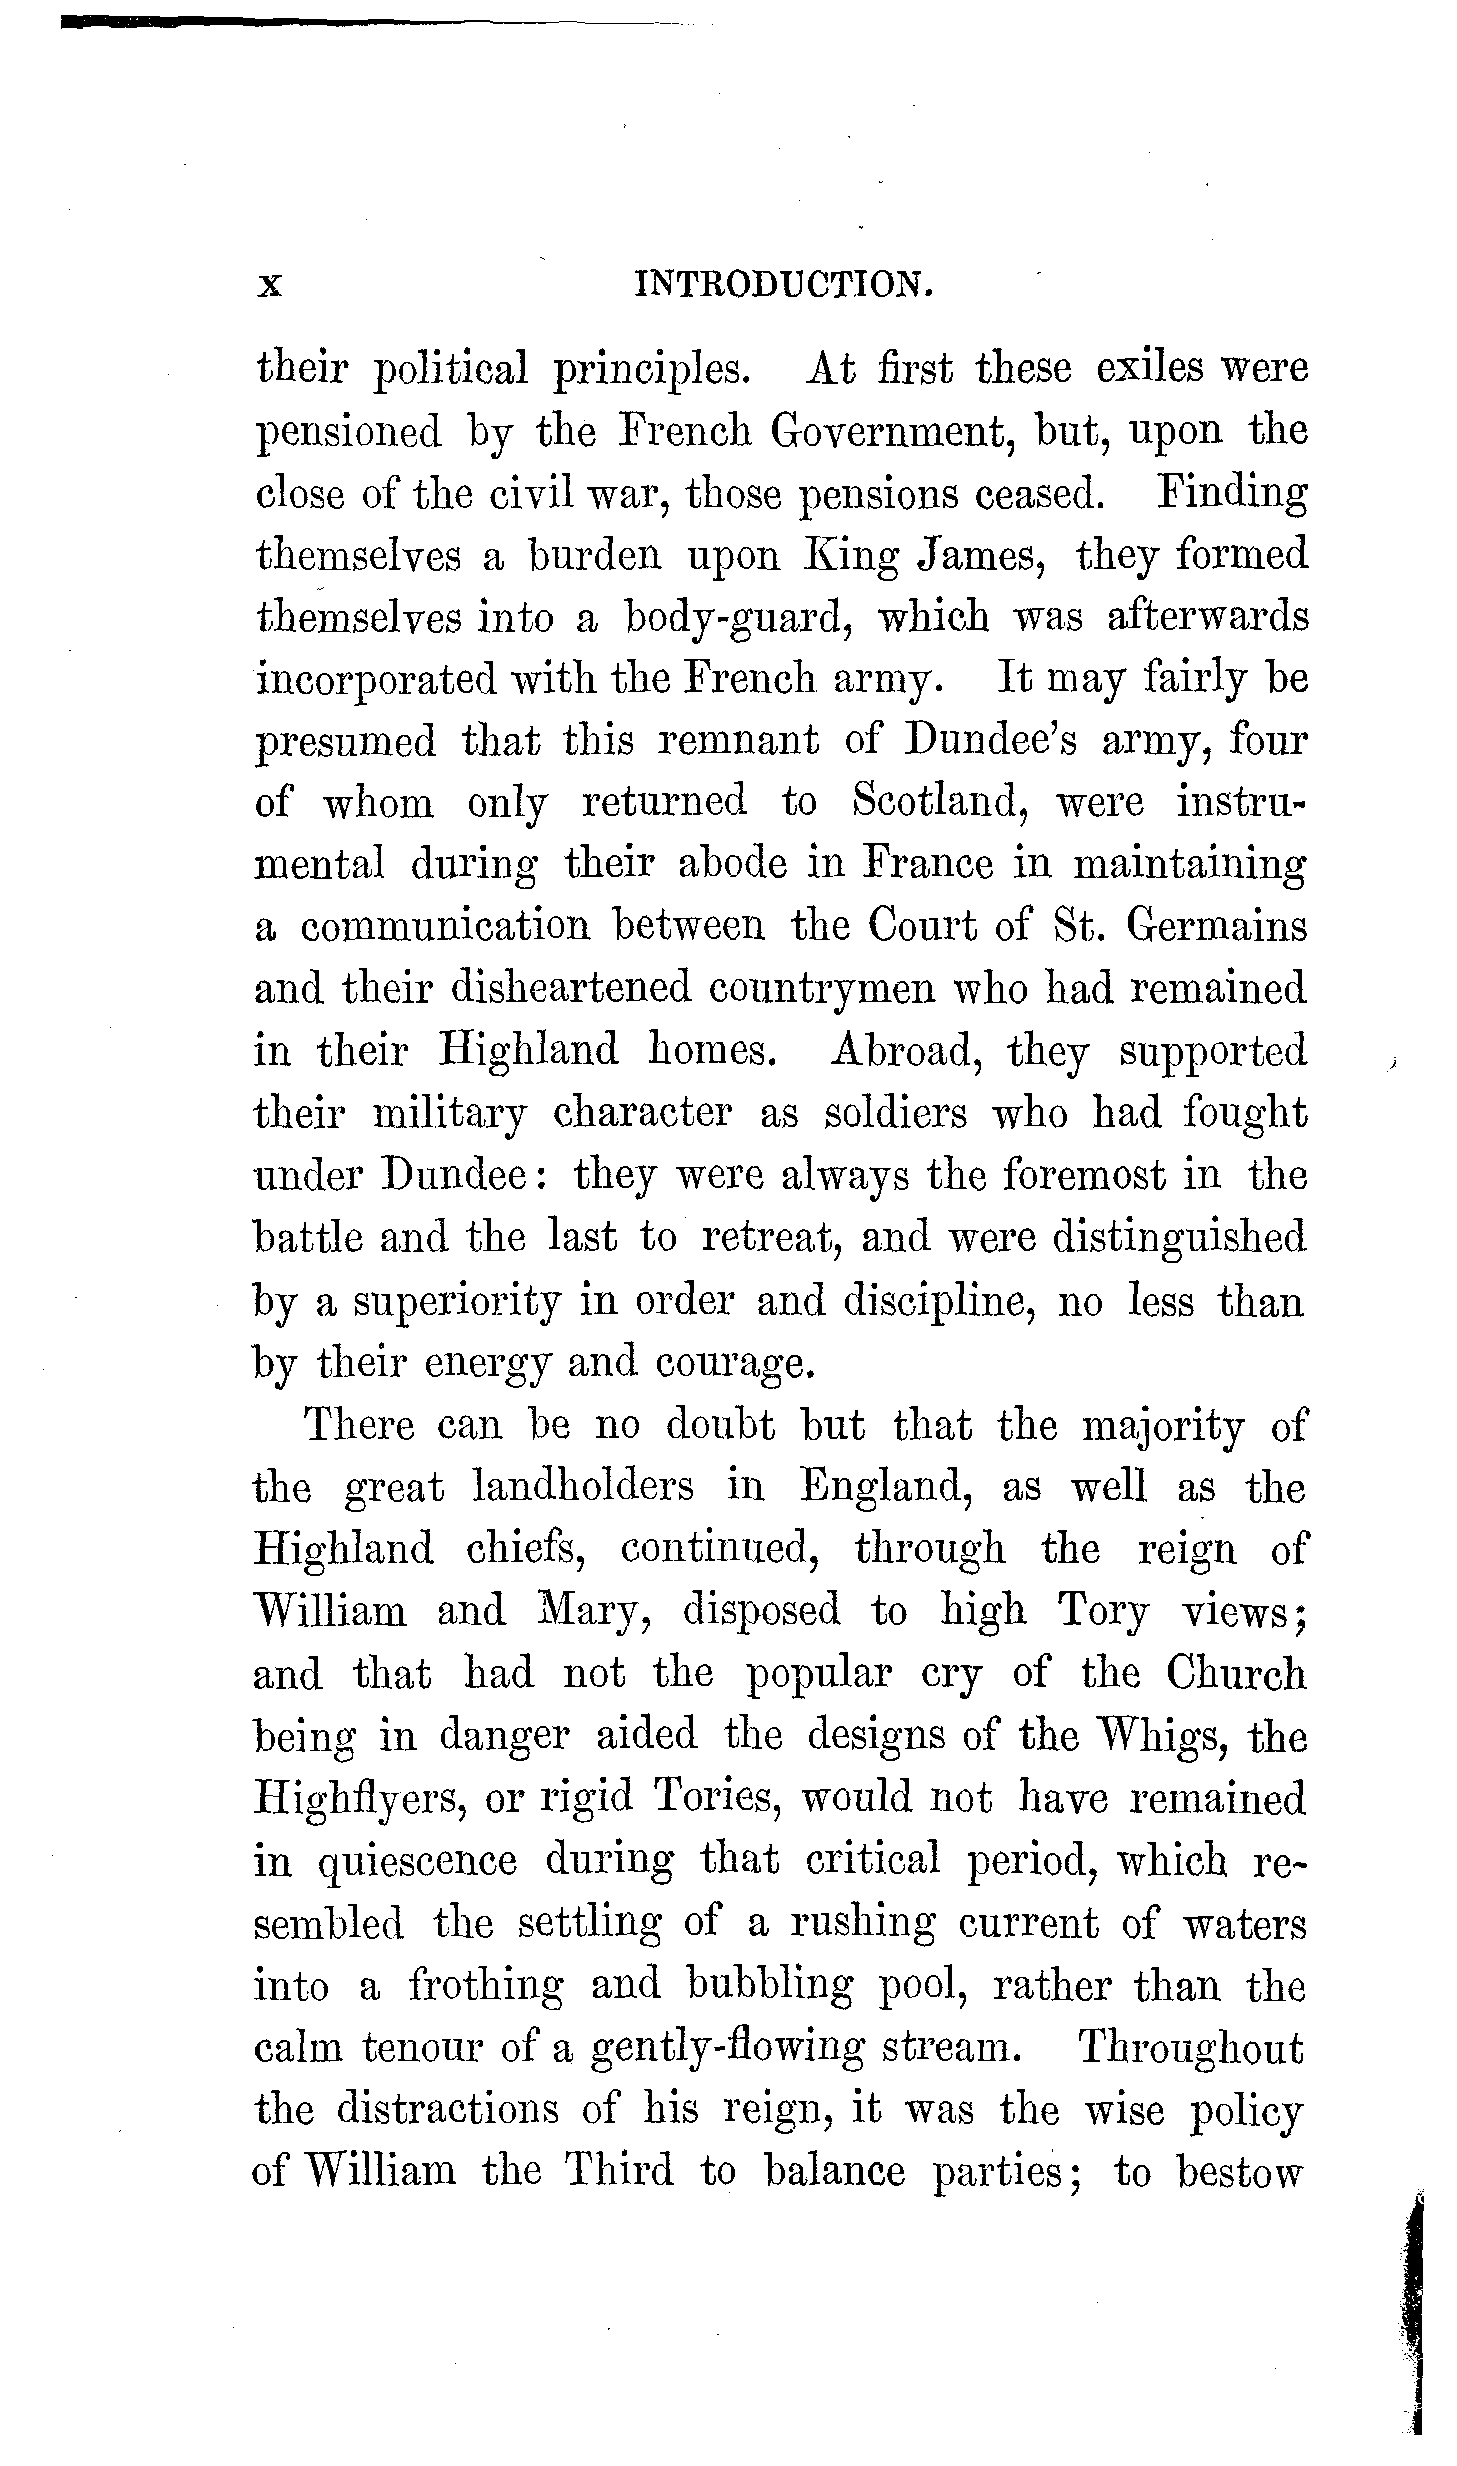 x INTRODUCTION.
their political principles. At first these exiles were
pensioned by the French Government, but, upon the
close of the civil war, those pensions ceased. Finding
themselves a burden upon King James, they formed
themselves into a body-guard, which was afterwards
incorporated with the French army. It may fairly be
presumed that this remnant of Dundee's army, four
of whom only returned to Scotland, were instru-
mental during their abode in France in maintaining
a communication between the Court of St. Germains
and their disheartened countrymen who had remained
in their Highland homes. Abroad, they supported
their military character as soldiers who had fought
under Dundee: they were always the foremost in the
battle and the last to retreat, and were distinguished
by a superiority in order and discipline, no less than
by their energy and courage.
There can be no doubt but that the majority of
the great landholders in England, as well as the
Highland chiefs, continued, through the reign of
William and Mary, disposed to high Tory views;
and that had not the popular cry of the Church
being in danger aided the designs of the Whigs, the
Highflyers, or rigid Tories, would not have remained
in quiescence during that critical period, which re-
sembled the settling of a rushing current of waters
into a frothing and bubbling pool, rather than the
calm tenour of a gently-flowing stream. Throughout
the distractions of his reign, it was the wise policy
of William the Third to balance parties; to bestow